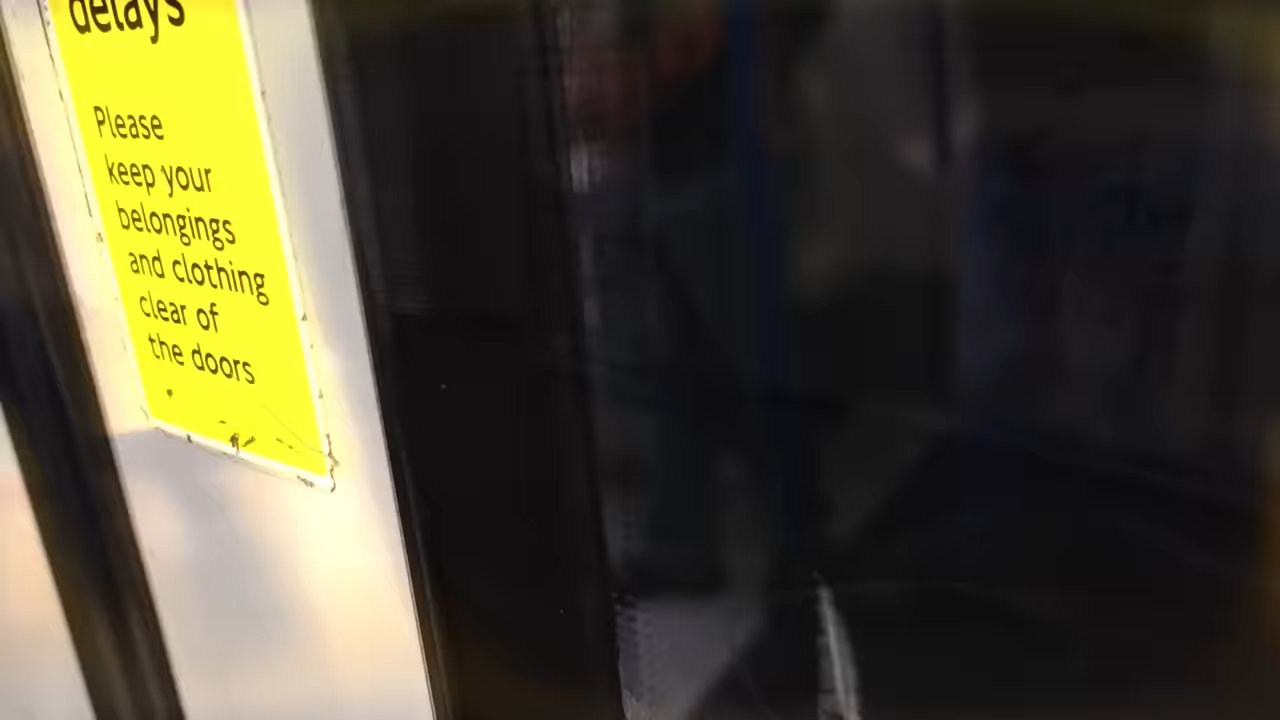 delays
Please
keep your
belongings
and clothing
clear of
the doors